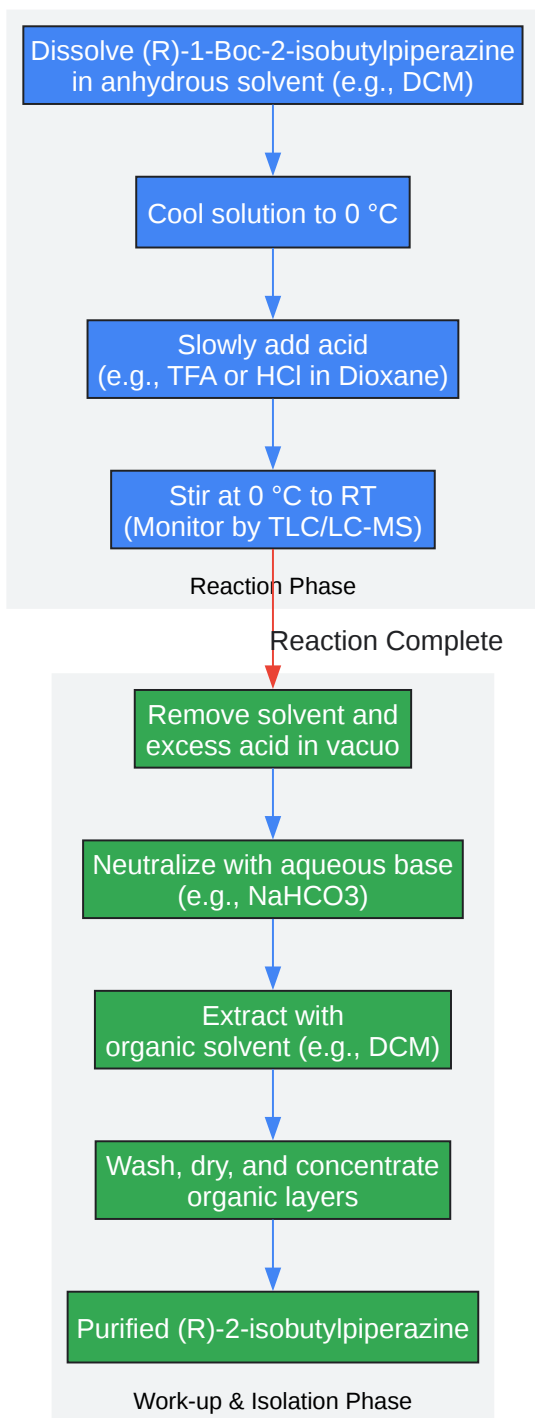 Dissolve (R)-1-Boc-2-isobutylpiperazine
in anhydrous solvent (e.g., DCM)
Cool solution to 0 °C
Slowly add acid
(e.g., TFA or HCl in Dioxane)
Stir at 0 °C to RT
(Monitor by TLC/LC-MS)
Reaction Phase
Reaction Complete
Remove solvent and
excess acid in vacuo
Neutralize with aqueous base
(e.g., NaHCO3)
Extract with
organic solvent (e.g., DCM)
Wash, dry, and concentrate
organic layers
Purified (R)-2-isobutylpiperazine
Work-up & Isolation Phase